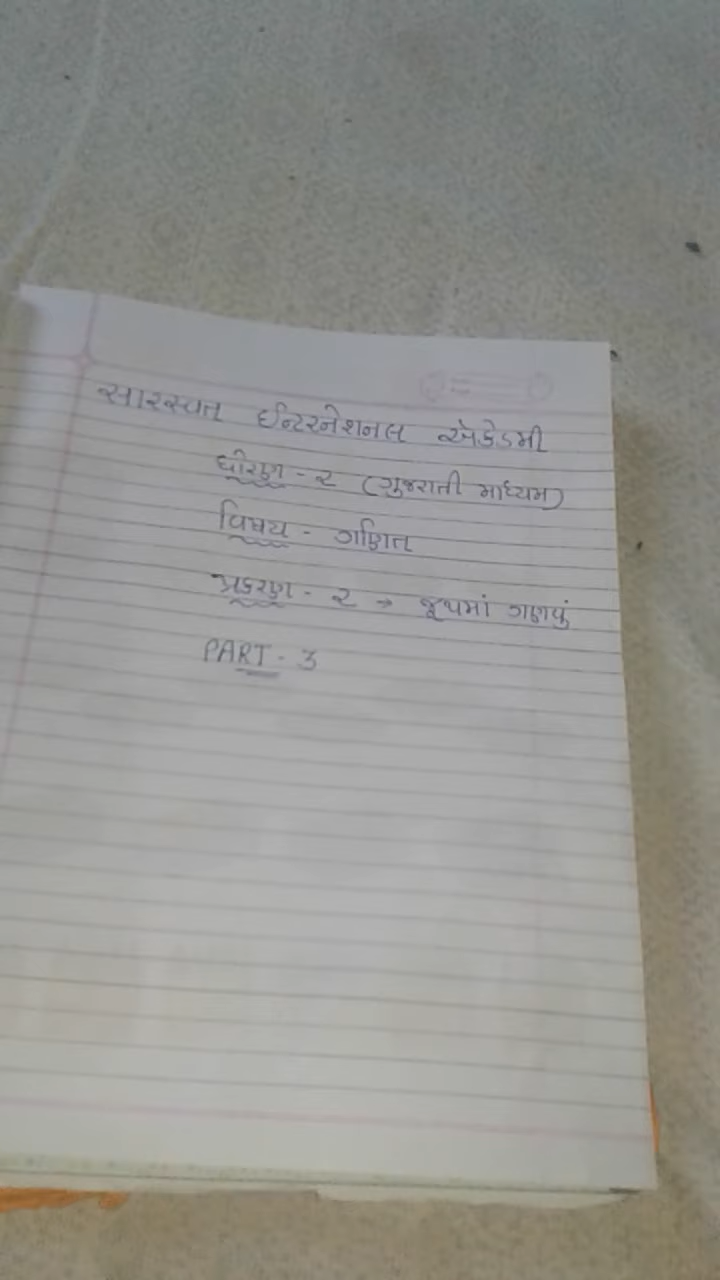 સારસ્વત ઈન્ટરનેશનલ એકેડમી
ધોરણ - ૨ (ગુજરાતી માધ્યમ)
વિષય - ગણિત
પ્રકરણ - ૨ → જૂથમાં ગણવું
PART - 3